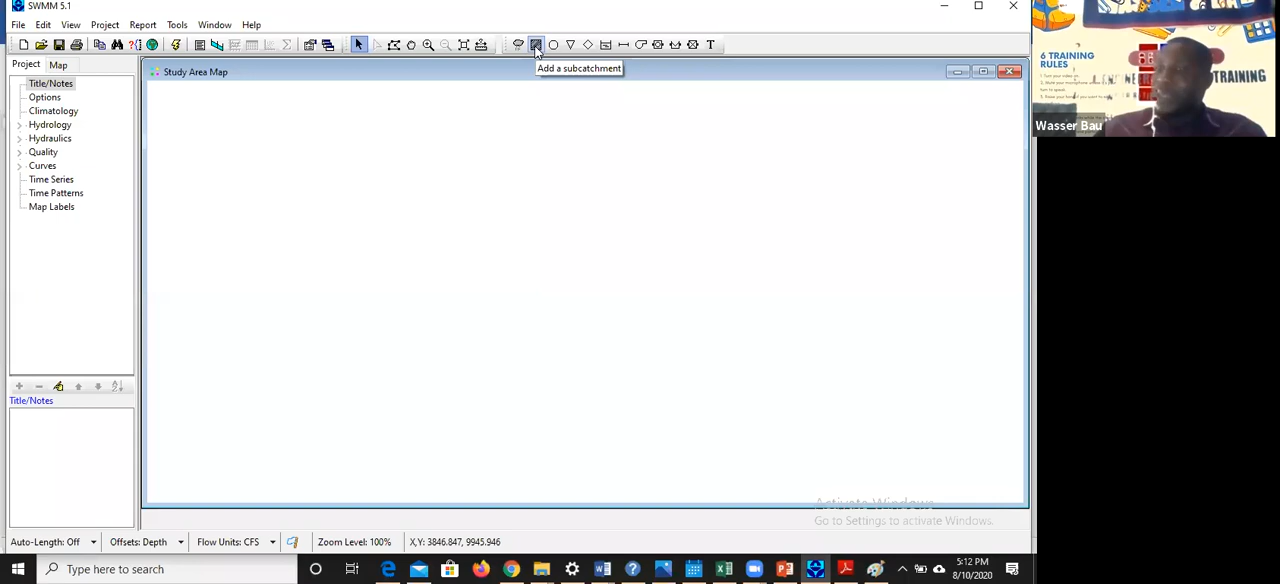 SWMM 5.1
File Edit View Project Report Tools Window Help
Add a subcatchment
Project Map
Study Area Map
Title/Notes
Options
Climatology
Hydrology
Hydraulics
Quality
Curves
Time Series
Time Patterns
Map Labels
Title/Notes
Activate Windows
Go to Settings to activate Windows.
Auto-Length: Off Offsets: Depth Flow Units: CFS Zoom Level: 100% X,Y: 3846.847, 9945.946
Type here to search
5:12 PM
8/10/2020
6 TRAINING
RULES
TRAINING
Wasser Bau